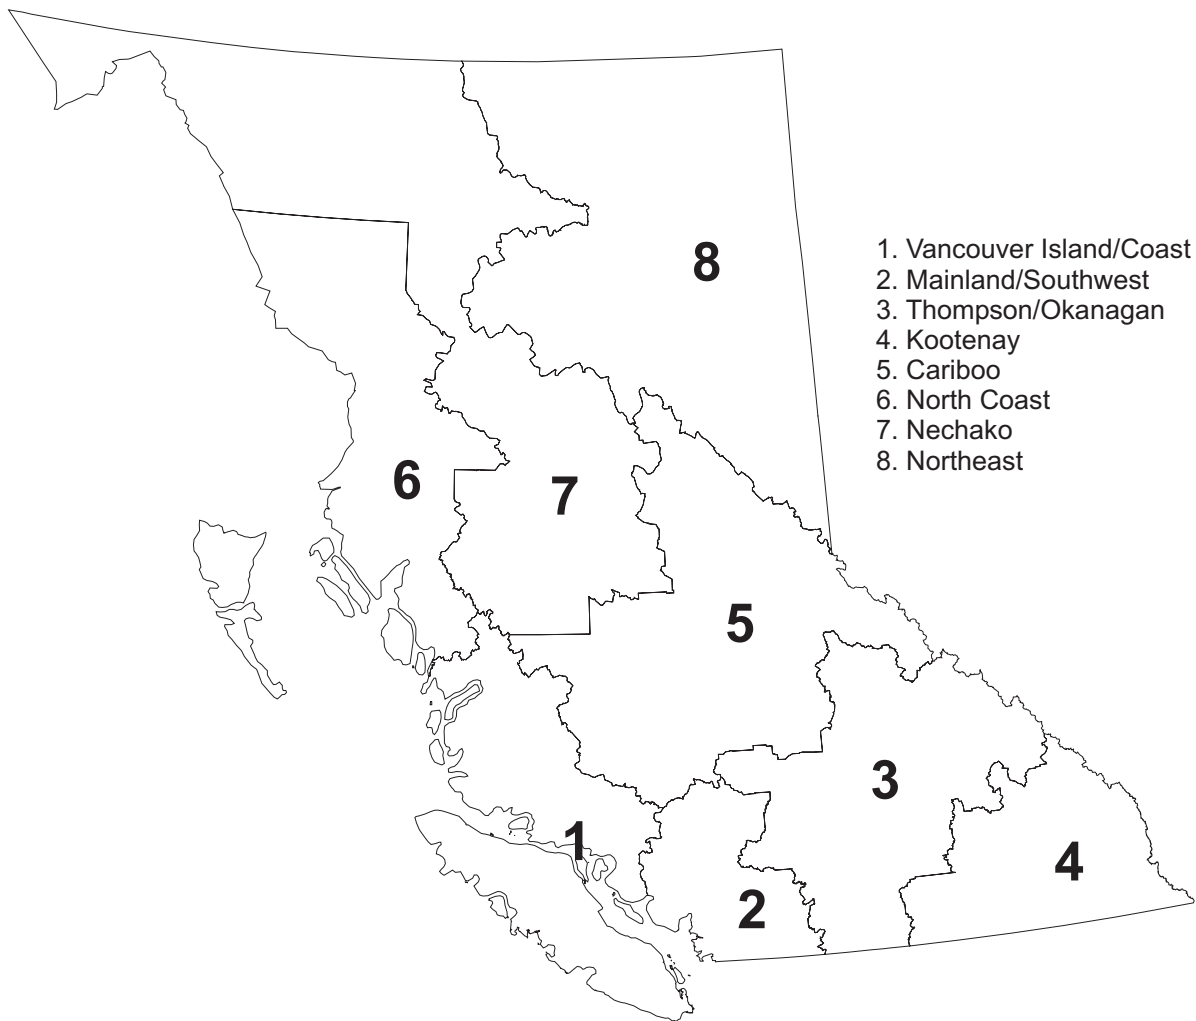 8
1. Vancouver Island/Coast
2. Mainland/Southwest
3. Thompson/Okanagan
4. Kootenay
5. Cariboo
6. North Coast
7. Nechako
8. Northeast
6
7
5
3
1
4
2